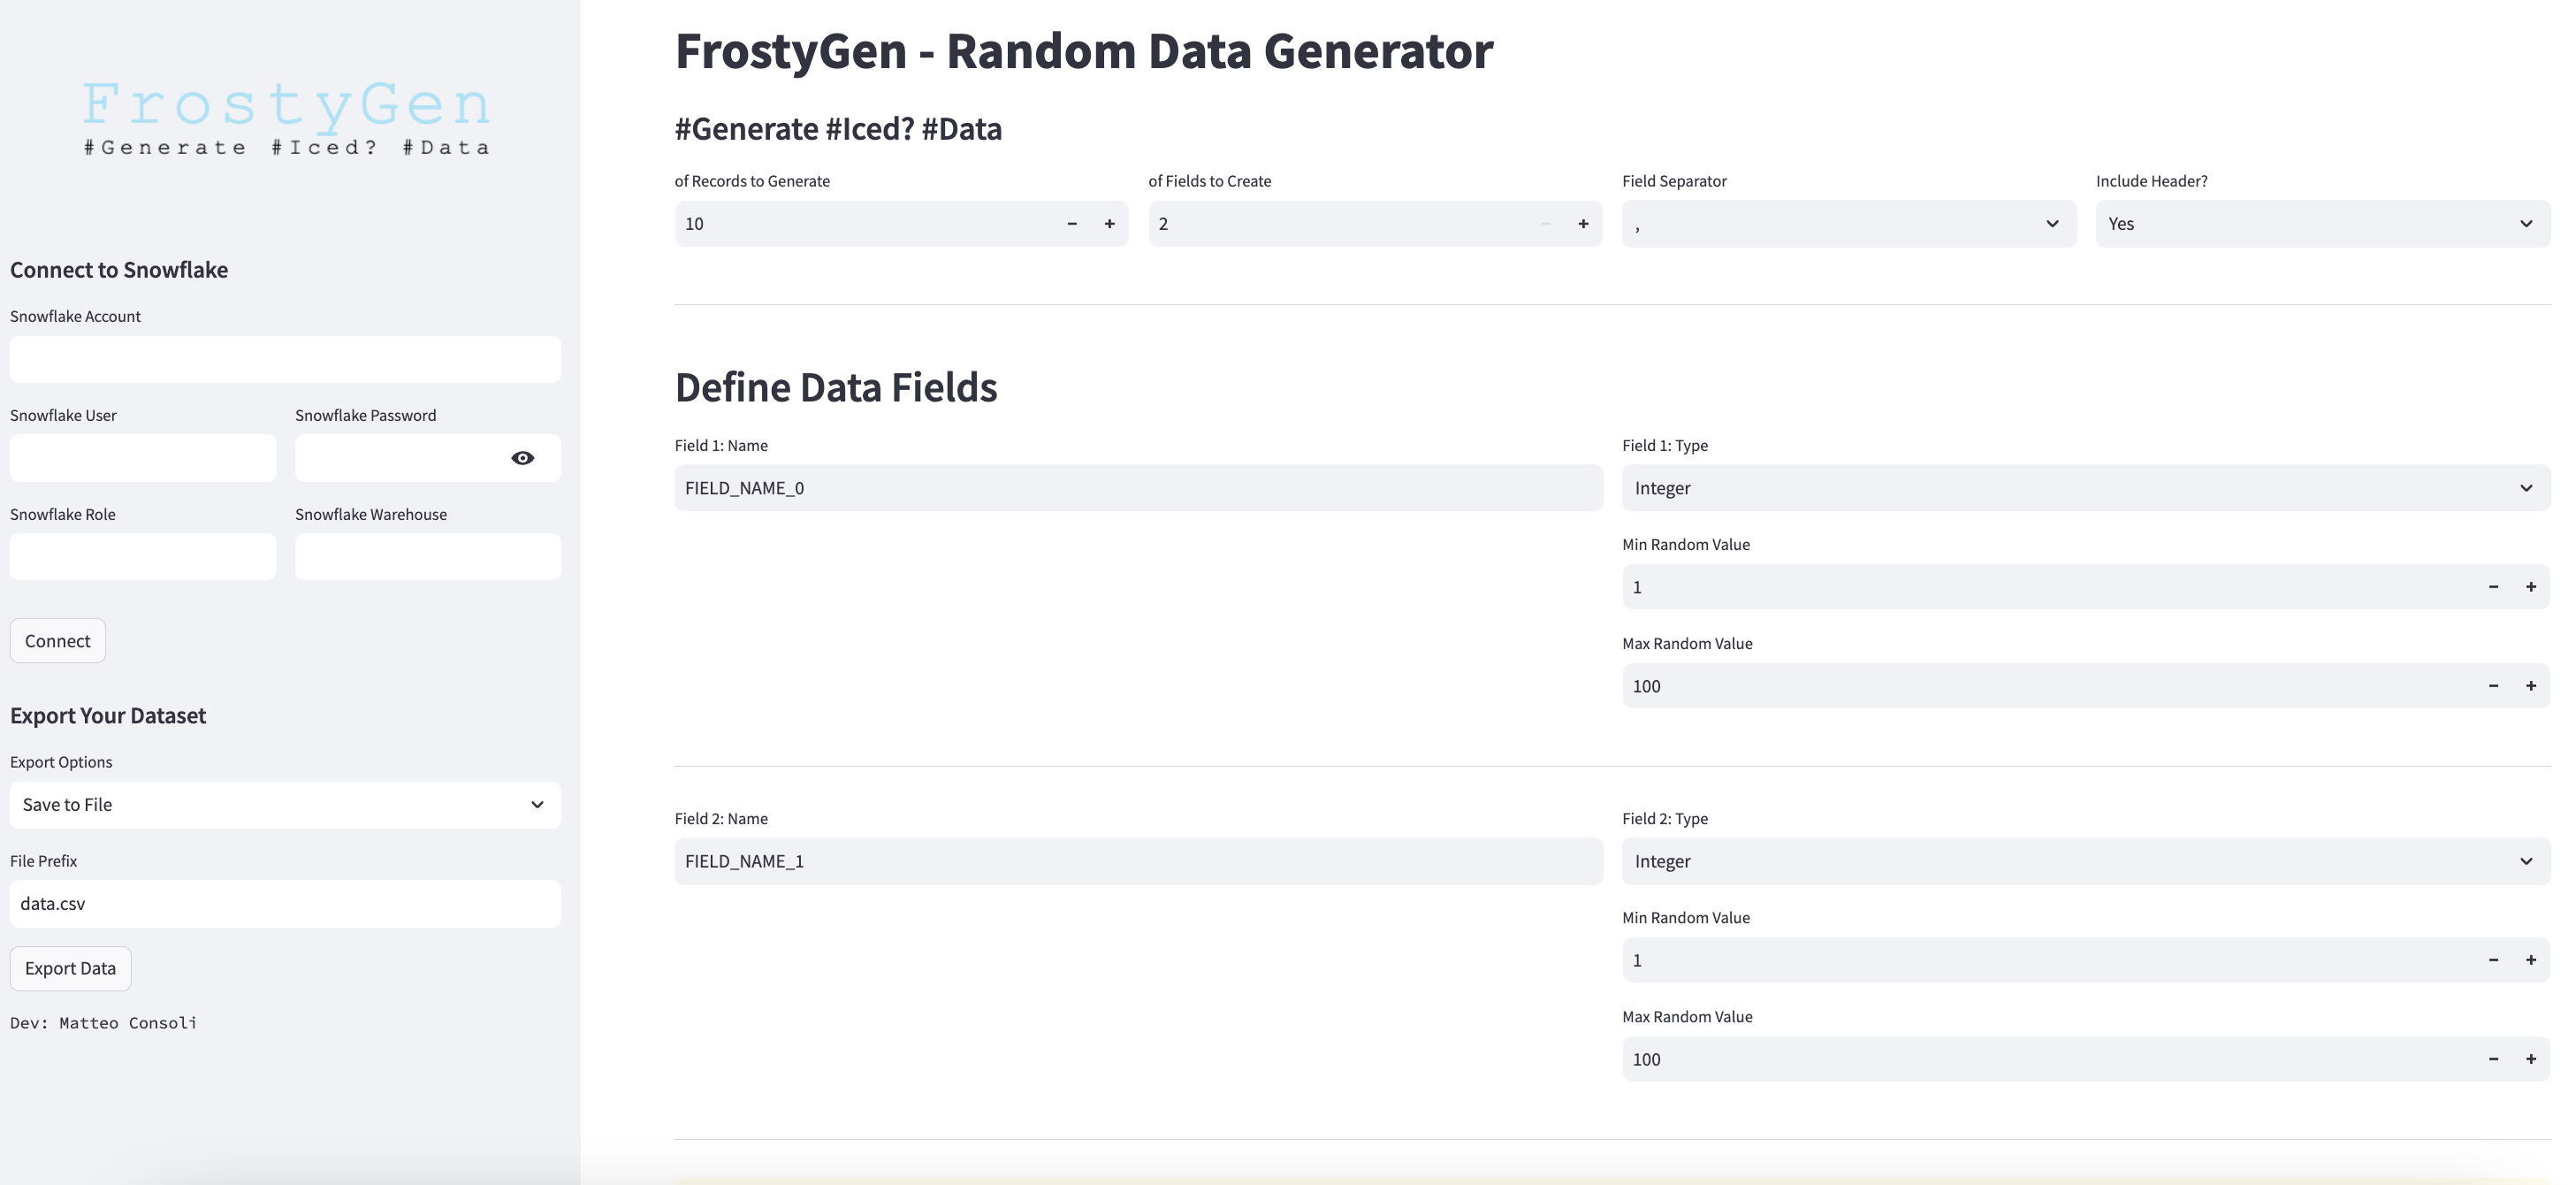 FrostyGen
#Generate #Iced? #Data
Connect to Snowflake
Snowflake Account
Snowflake User
Snowflake Password
Snowflake Role
Snowflake Warehouse
Connect
Export Your Dataset
Export Options
Save to File
File Prefix
data.csv
Export Data
Dev: Matteo Consoli
FrostyGen - Random Data Generator
#Generate #Iced? #Data
of Records to Generate
10
of Fields to Create
2
Field Separator
,
Include Header?
Yes
Define Data Fields
Field 1: Name
FIELD_NAME_0
Field 1: Type
Integer
Min Random Value
1
Max Random Value
100
Field 2: Name
FIELD_NAME_1
Field 2: Type
Integer
Min Random Value
1
Max Random Value
100